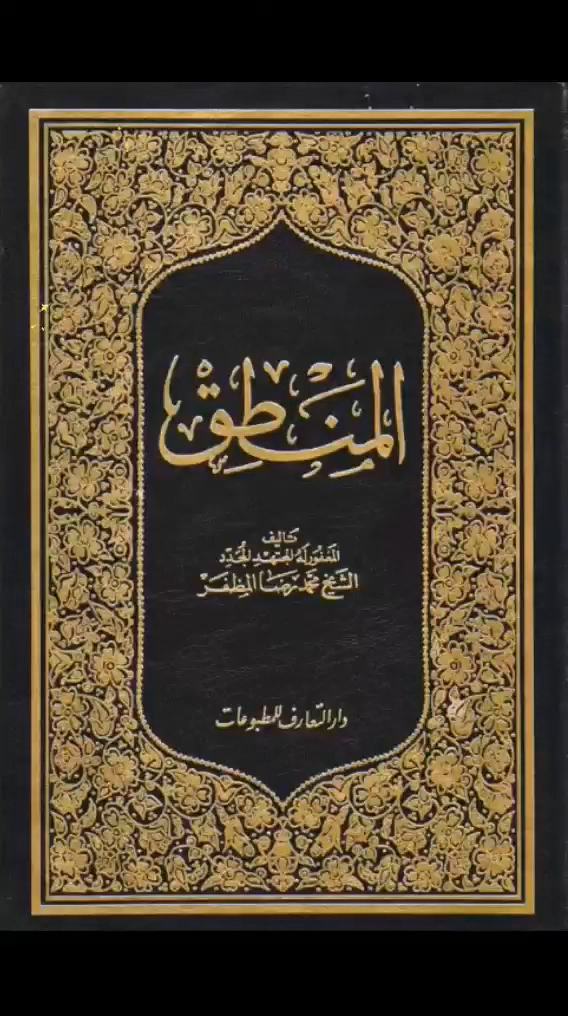 المنطق
تأليف
المغفور له المجتهد المجدد
الشيخ محمد رضا المظفر
دار التعارف للمطبوعات